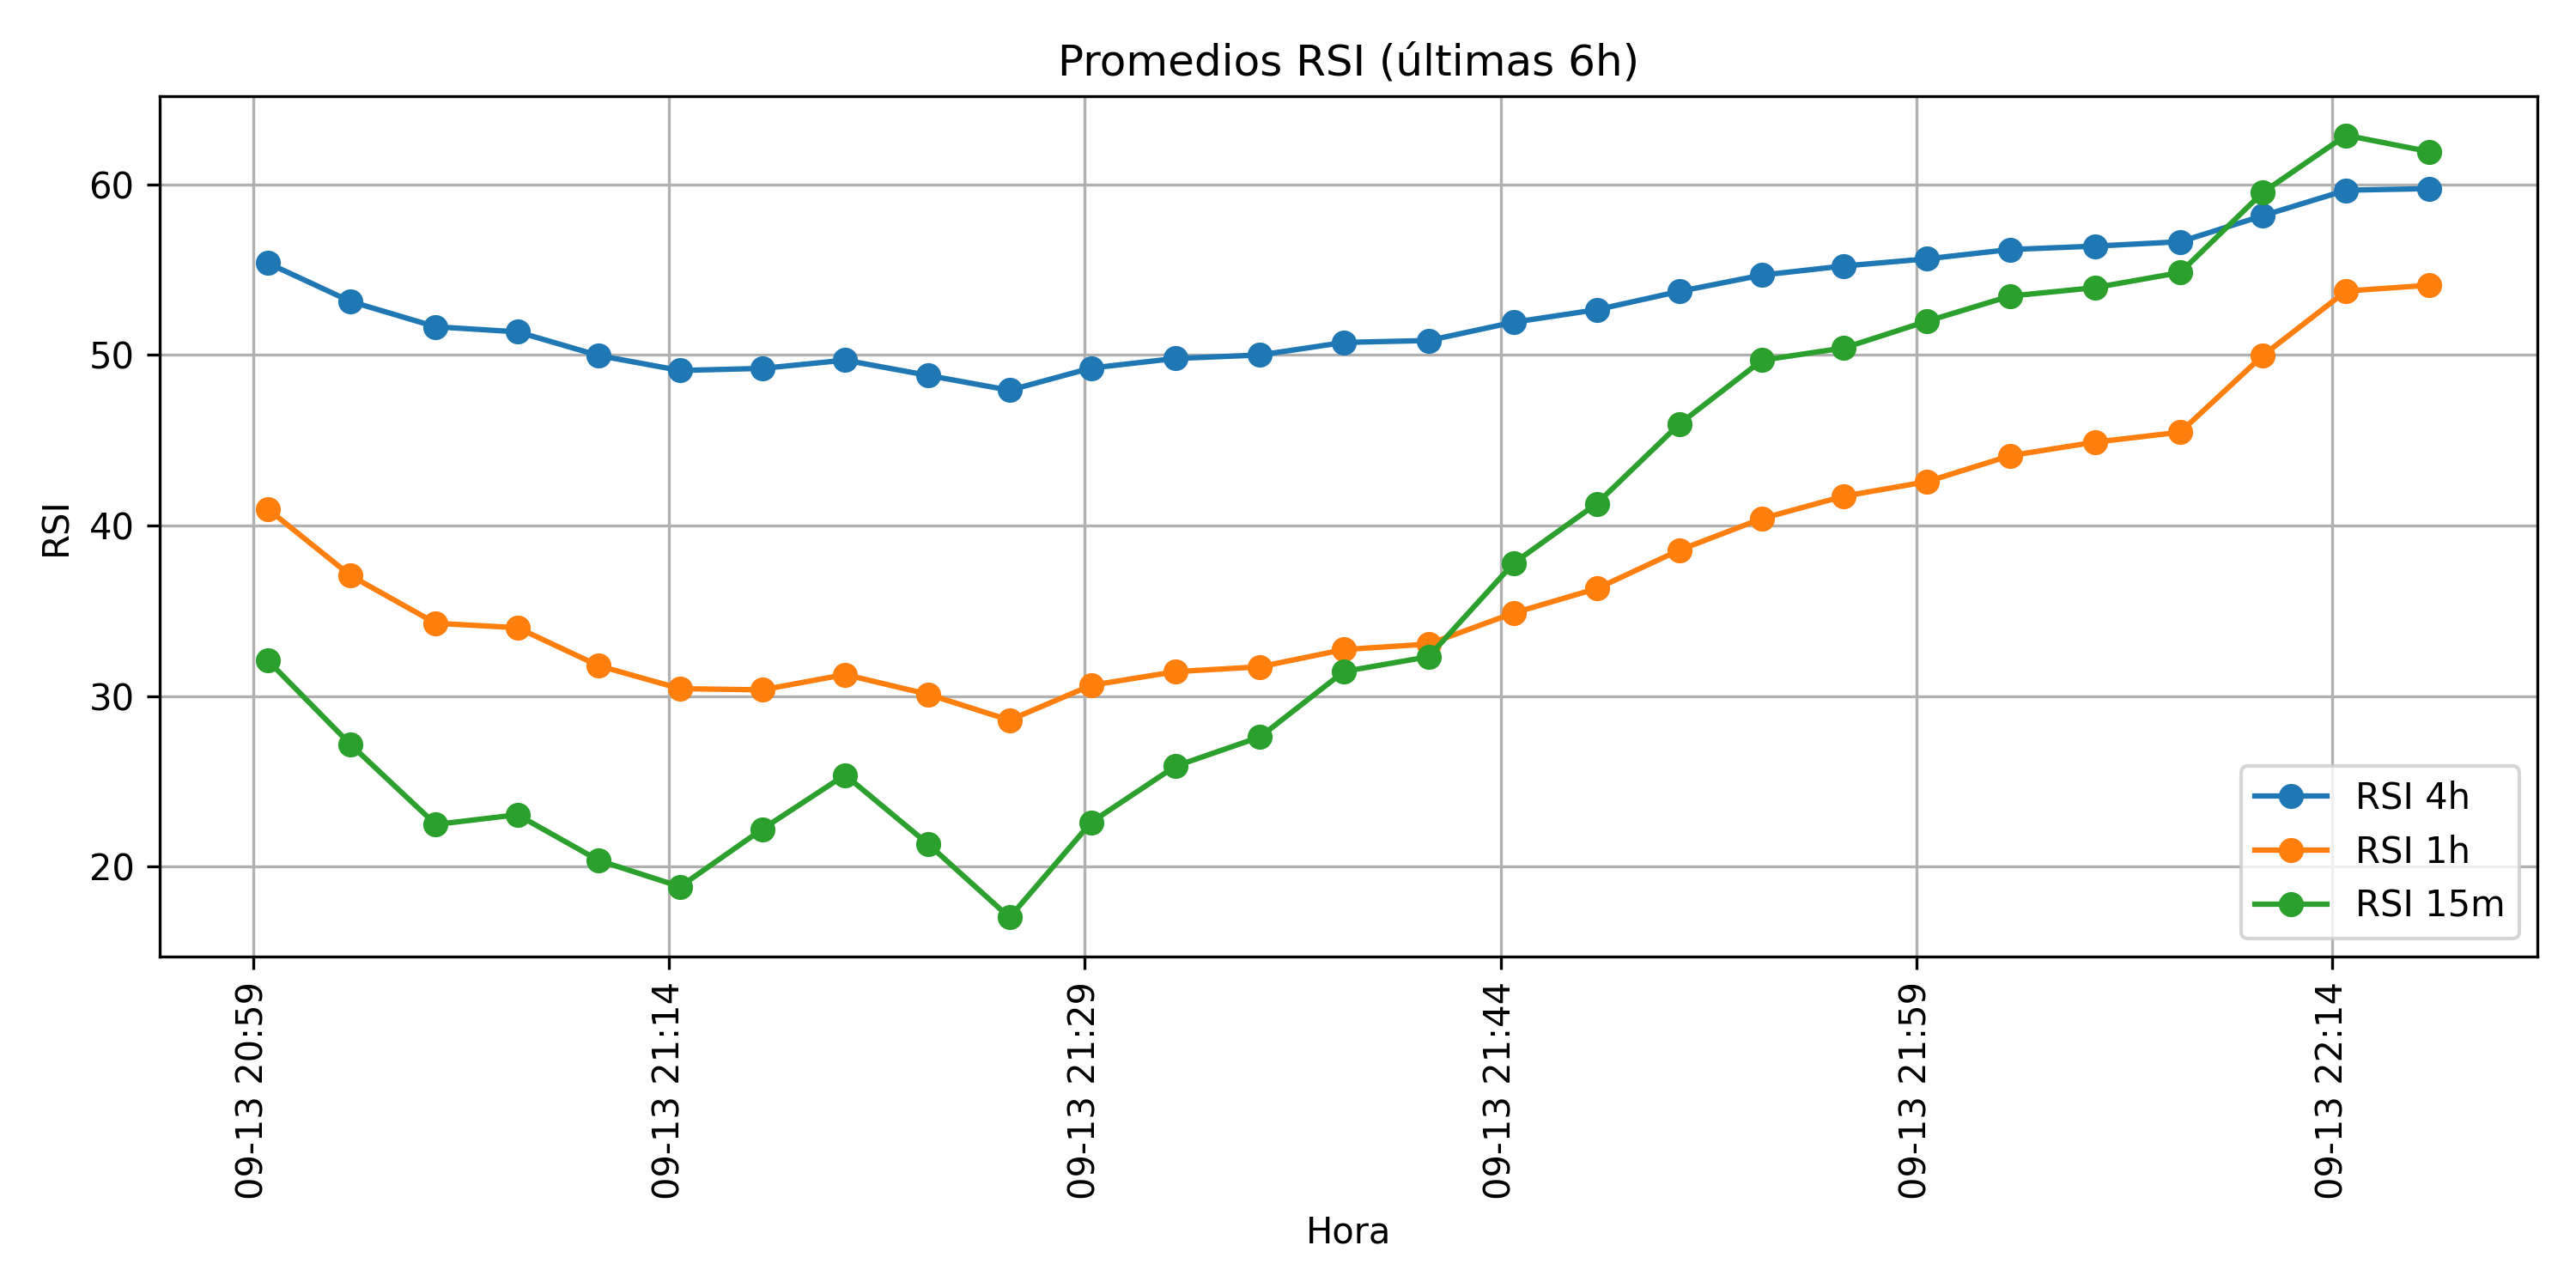 Promedios RSI (últimas 6h)
RSI
60
50
40
30
20
RSI 4h
RSI 1h
RSI 15m
09-13 20:59
09-13 21:14
09-13 21:29
09-13 21:44
09-13 21:59
09-13 22:14
Hora